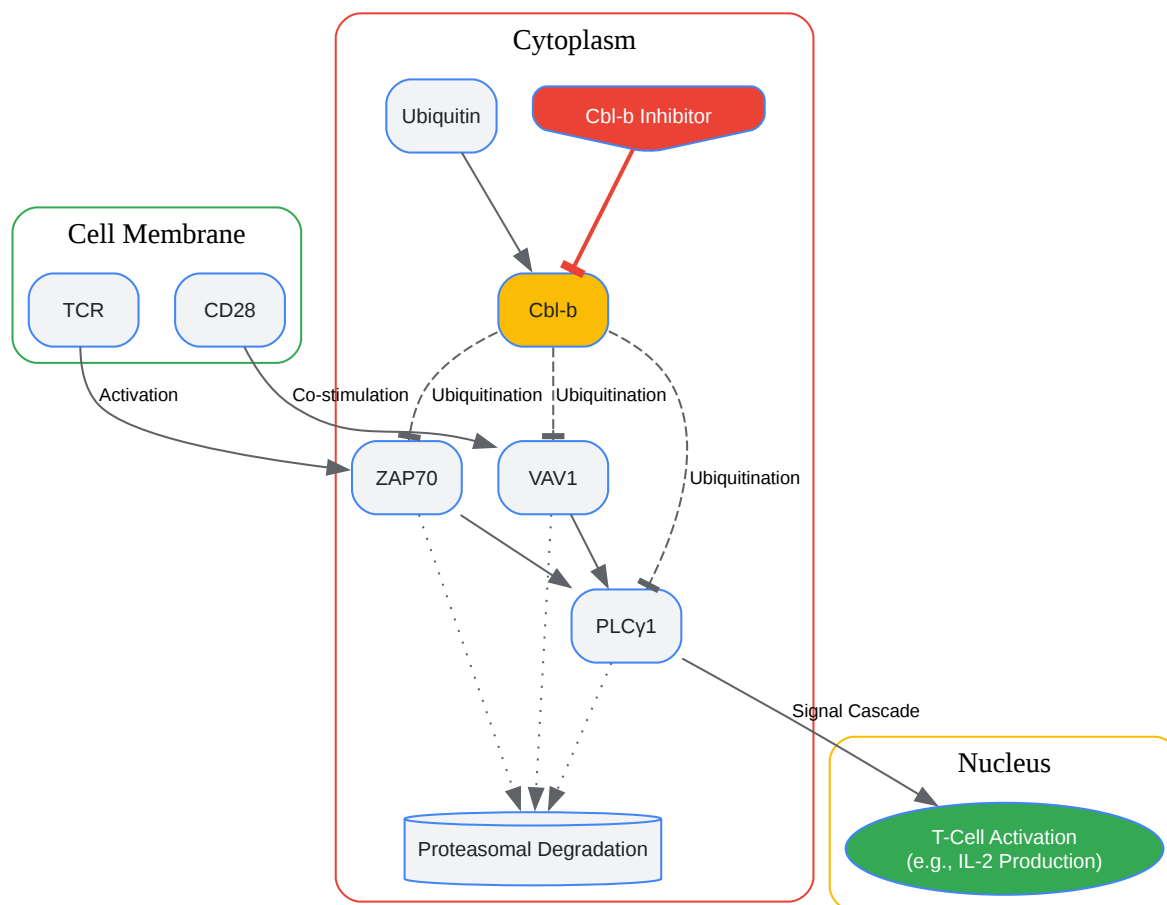 Cytoplasm
Ubiquitin
Cbl-b Inhibitor
Cell Membrane
TCR
CD28
Cbl-b
Activation
Co-stimulation
Ubiquitination
Ubiquitination
ZAP70
VAV1
Ubiquitination
PLCγ1
Signal Cascade
Nucleus
T-Cell Activation
(e.g., IL-2 Production)
Proteasomal Degradation